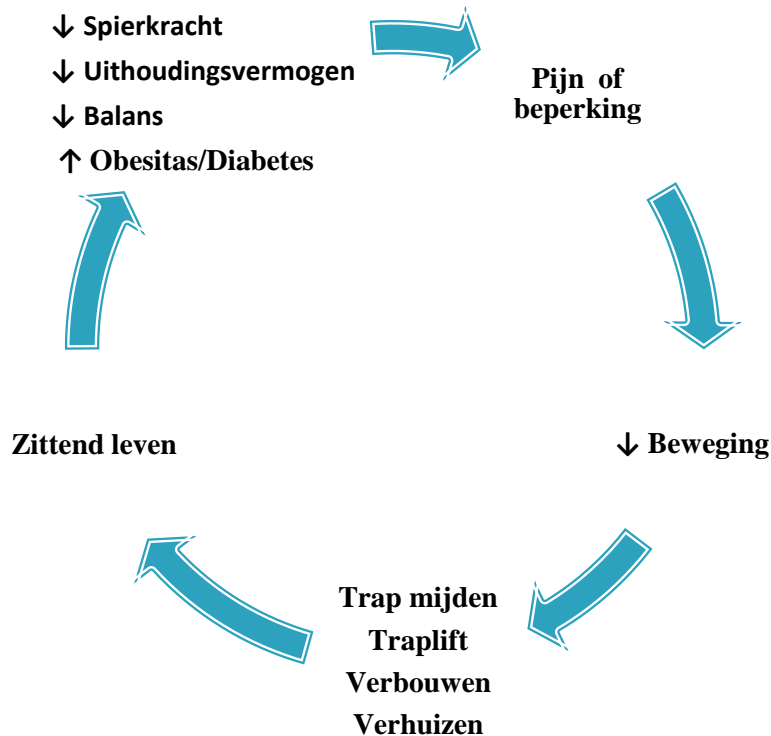 ↓ Spierkracht
↓ Uithoudingsvermogen
↓ Balans
↑ Obesitas/Diabetes
Pijn of
beperking
↓ Beweging
Trap mijden
Traplift
Verbouwen
Verhuizen
Zittend leven